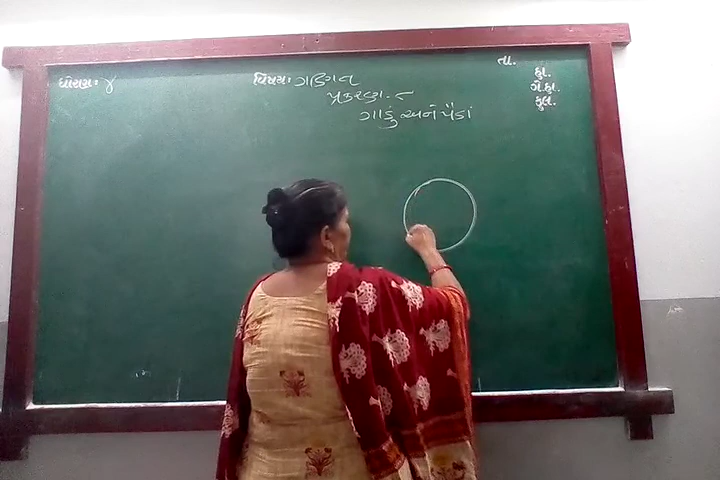 ધોરણ: ૪
વિષય: ગણિત
પ્રકરણ. ૮
ગાડું અને પૈડાં
તા.
હા.
ગે.હા.
કુલ.